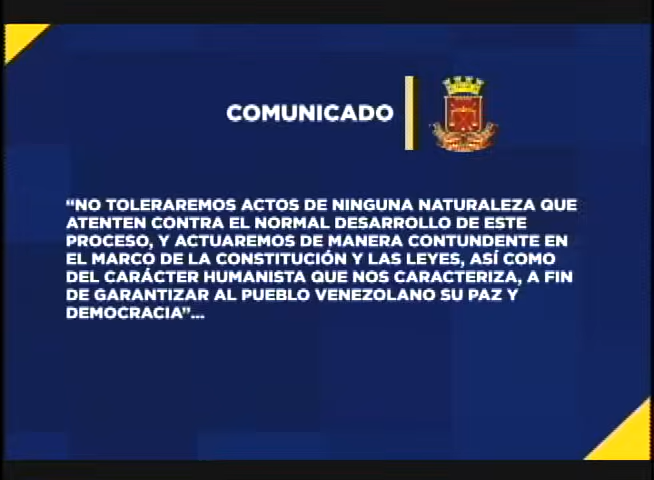 COMUNICADO
“NO TOLERAREMOS ACTOS DE NINGUNA NATURALEZA QUE
ATENTEN CONTRA EL NORMAL DESARROLLO DE ESTE
PROCESO, Y ACTUAREMOS DE MANERA CONTUNDENTE EN
EL MARCO DE LA CONSTITUCIÓN Y LAS LEYES, ASÍ COMO
DEL CARÁCTER HUMANISTA QUE NOS CARACTERIZA, A FIN
DE GARANTIZAR AL PUEBLO VENEZOLANO SU PAZ Y
DEMOCRACIA”...